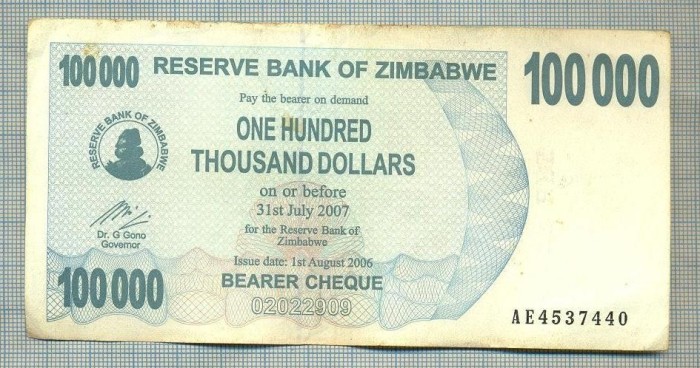 100 000 RESERVE BANK OF ZIMBABWE 100 000
Pay the bearer on demand
ONE HUNDRED
THOUSAND DOLLARS
RESERVE BANK OF ZIMBABWE
on or before
31st July 2007
for the Reserve Bank of
Zimbabwe
Dr. G Gono
Governor
Issue date: 1st August 2006
100 000 BEARER CHEQUE
02022909
AE4537440